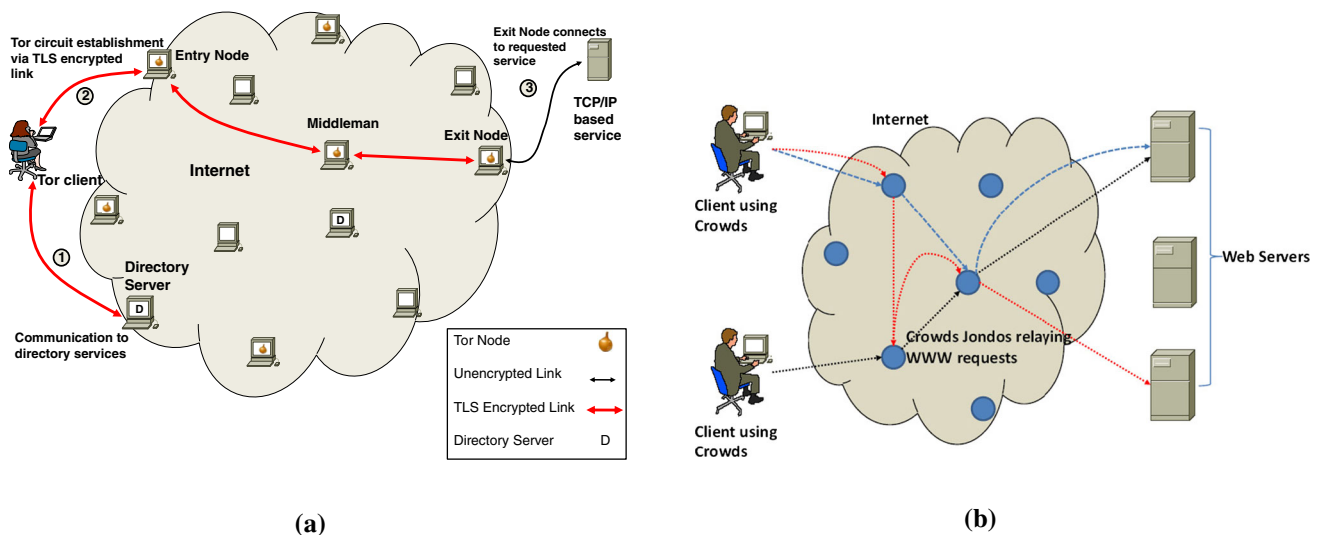 Tor circuit establishment
via TLS encrypted
link
Entry Node
2
Exit Node connects
to requested
service
3
TCP/IP
based
service
Middleman
Exit Node
Internet
Tor client
1
D
Directory
Server
D
Communication to
directory services
Tor Node
Unencrypted Link
TLS Encrypted Link
Directory Server D
(a)
Internet
Client using
Crowds
Web Servers
Crowds Jondos relaying
WWW requests
Client using
Crowds
(b)